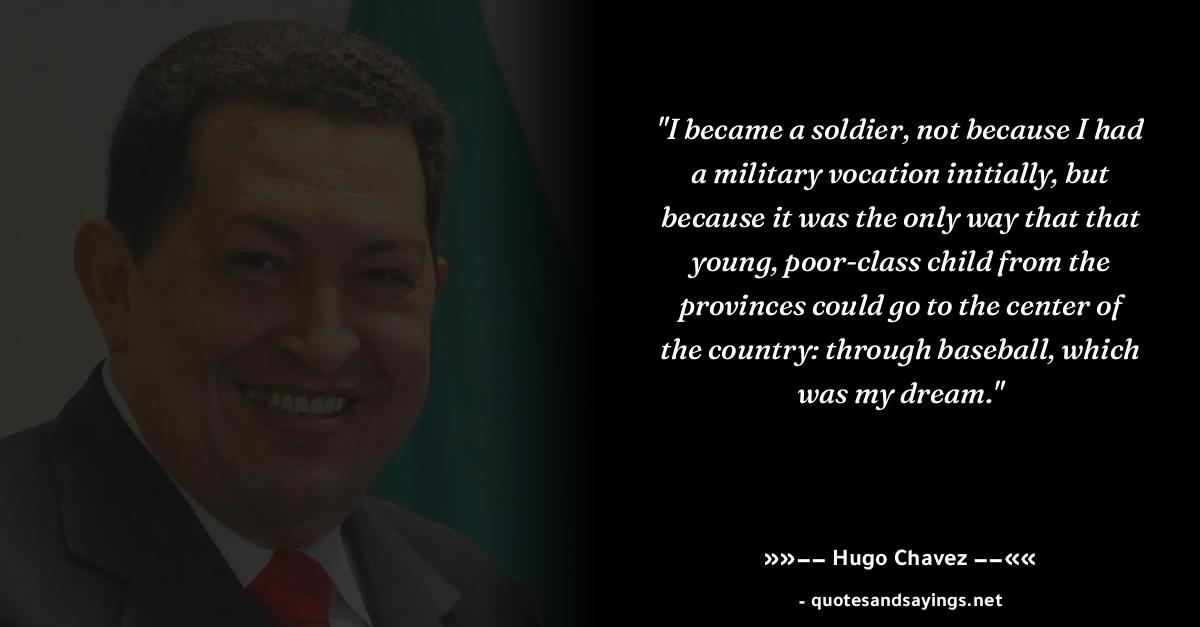 "I became a soldier, not because I had
a military vocation initially, but
because it was the only way that that
young, poor-class child from the
provinces could go to the center of
the country: through baseball, which
was my dream."
»»–– Hugo Chavez ––««
- quotesandsayings.net